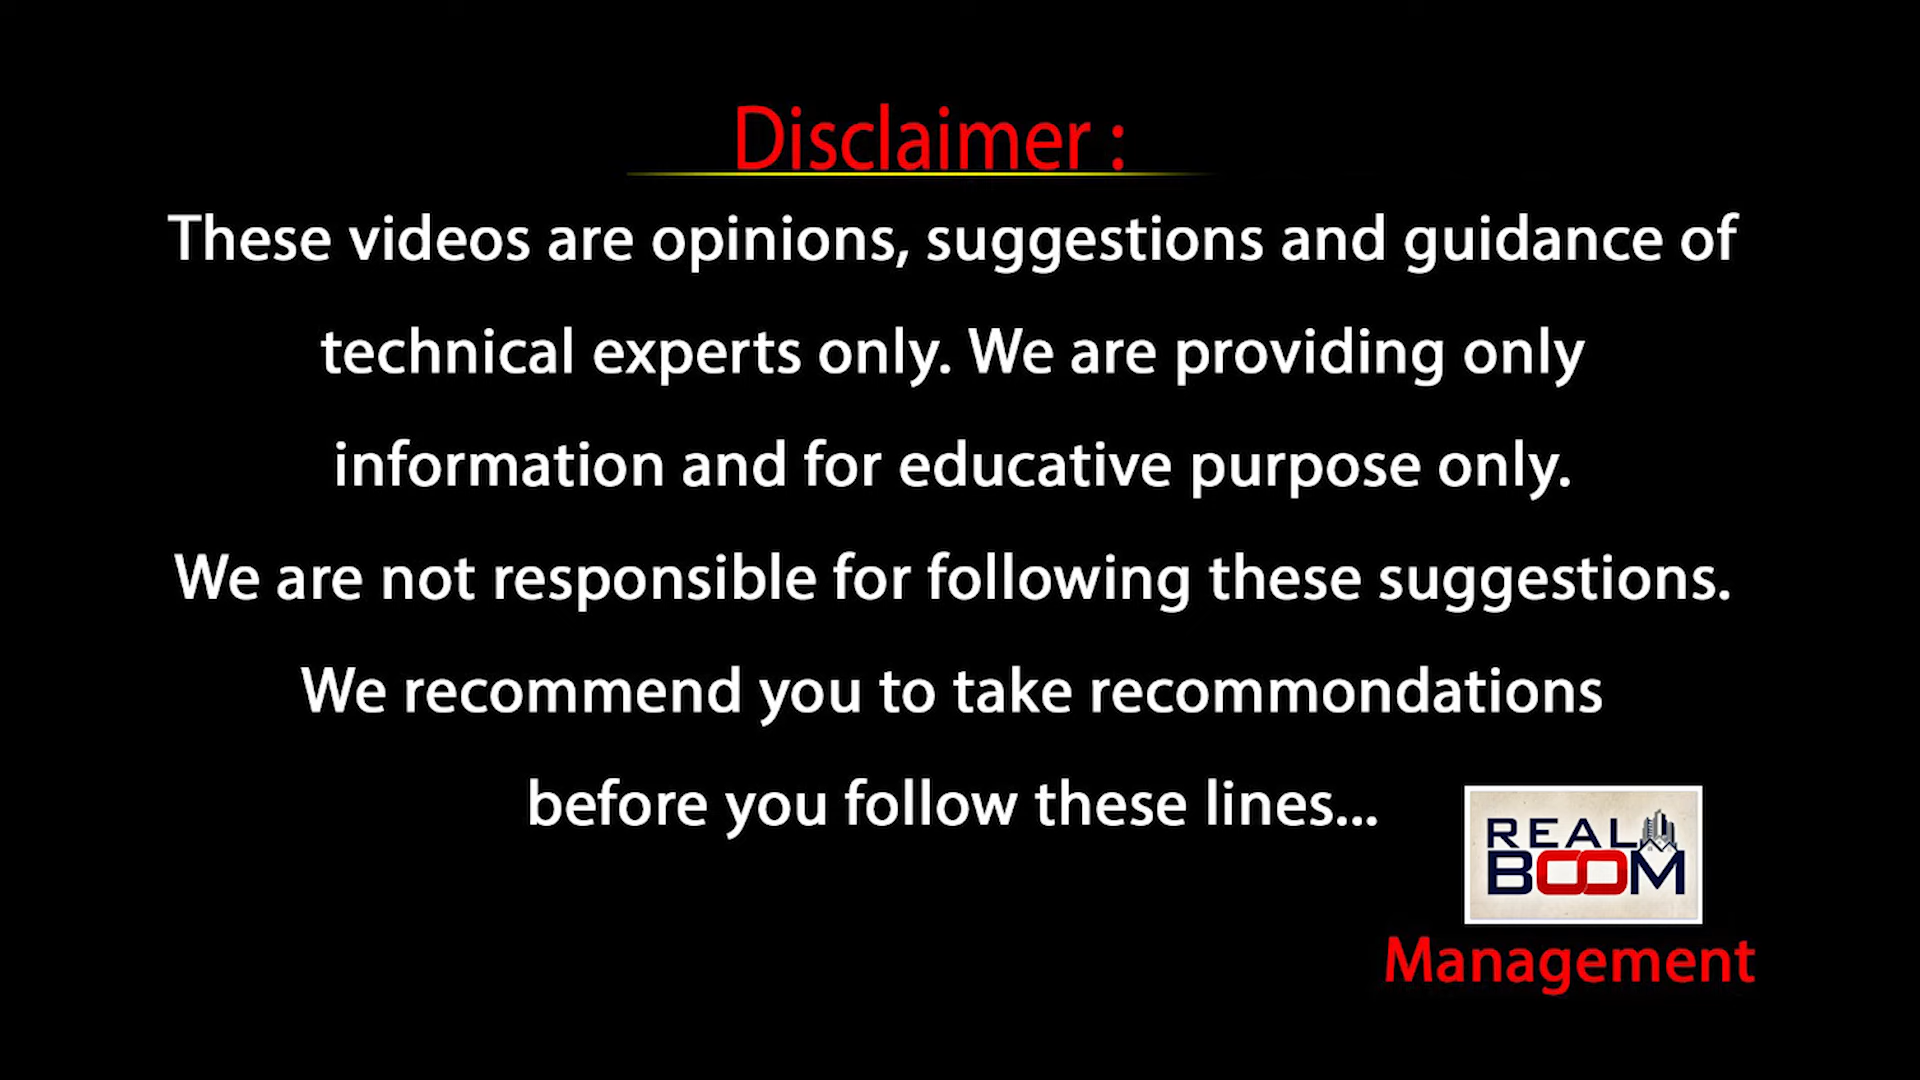 Disclaimer :
These videos are opinions, suggestions and guidance of
technical experts only. We are providing only
information and for educative purpose only.
We are not responsible for following these suggestions.
We recommend you to take recommondations
before you follow these lines...
REAL
BOOM
Management